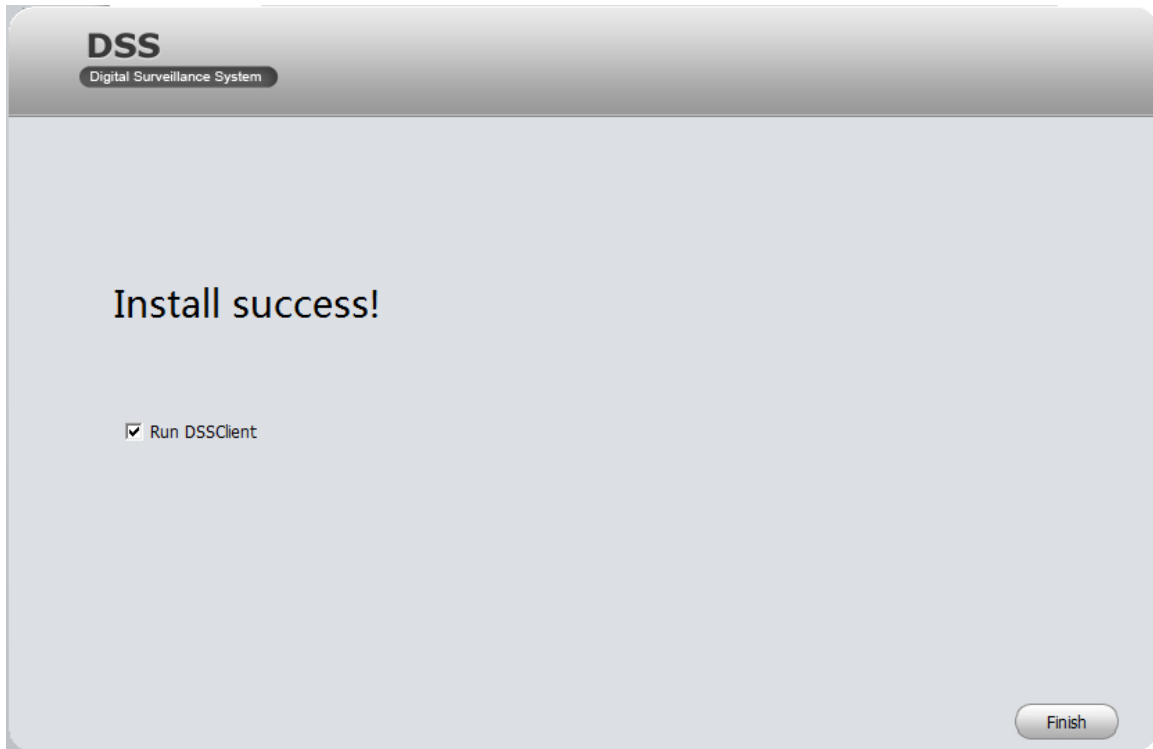 DSS
Digital Surveillance System
Install success!
Run DSSClient
Finish